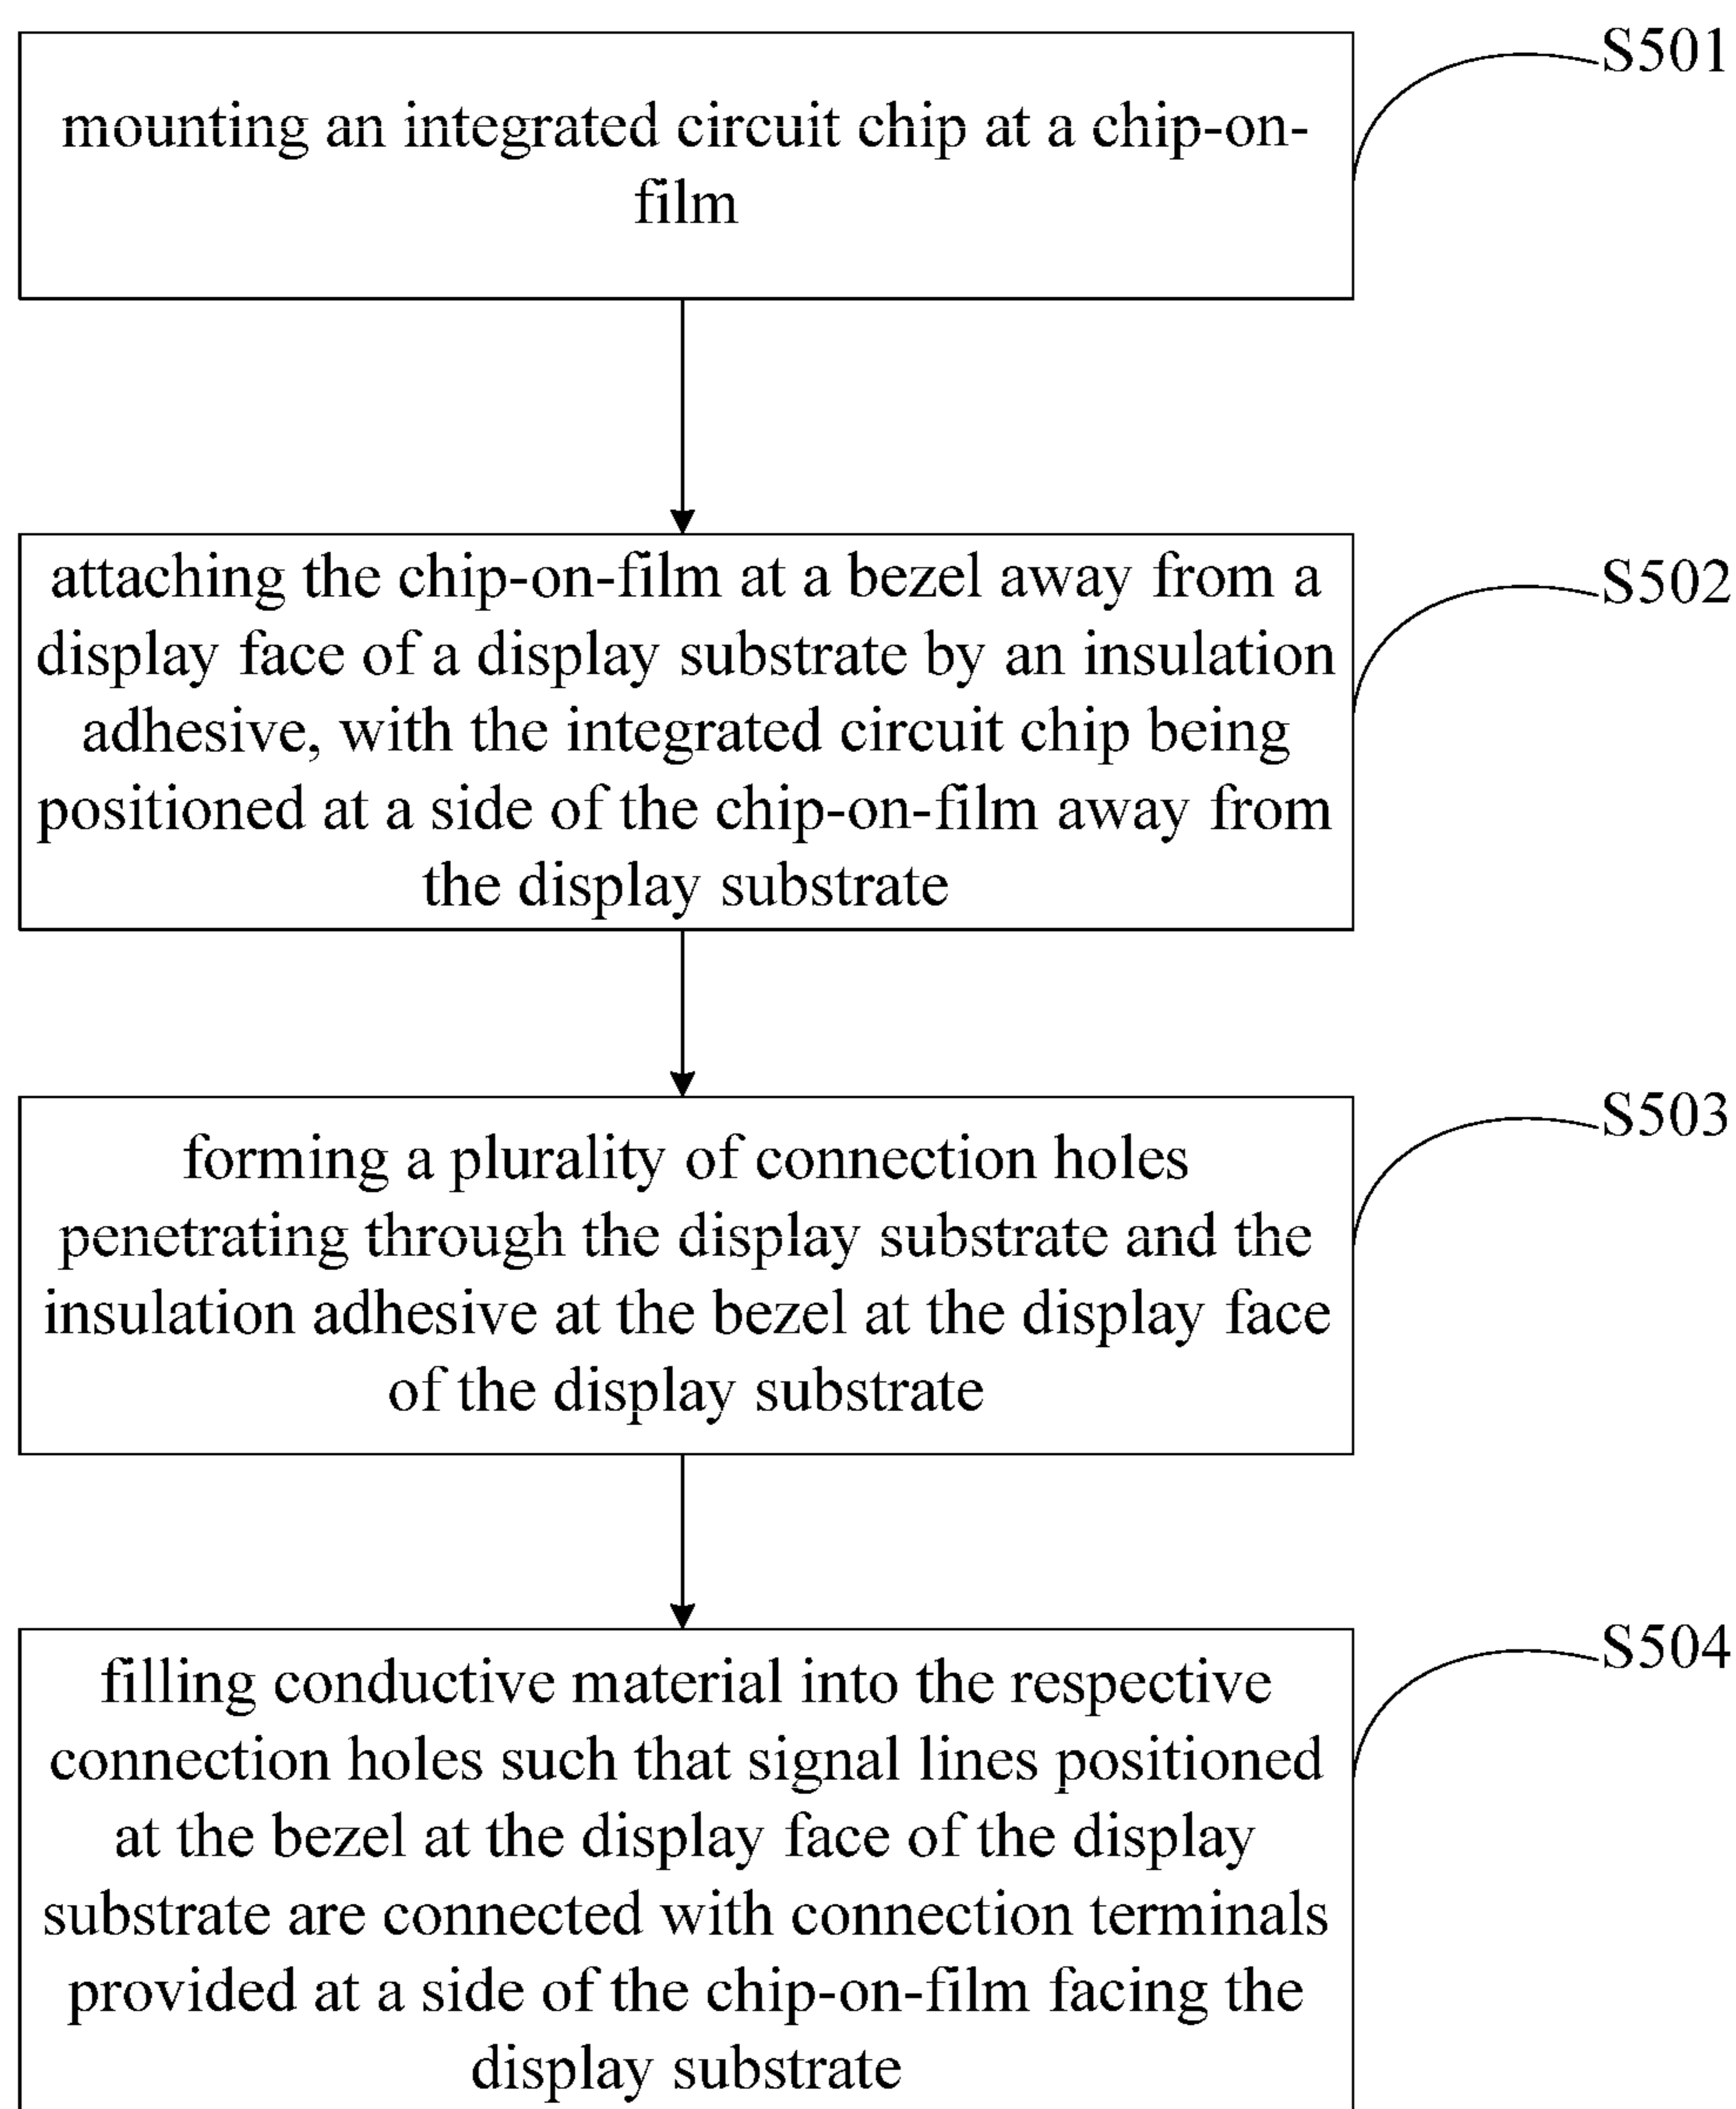 S501
mounting an integrated circuit chip at a chip-on-
film
S502
attaching the chip-on-film at a bezel away from a
display face of a display substrate by an insulation
adhesive, with the integrated circuit chip being
positioned at a side of the chip-on-film away from
the display substrate
S503
forming a plurality of connection holes
penetrating through the display substrate and the
insulation adhesive at the bezel at the display face
of the display substrate
S504
filling conductive material into the respective
connection holes such that signal lines positioned
at the bezel at the display face of the display
substrate are connected with connection terminals
provided at a side of the chip-on-film facing the
display substrate